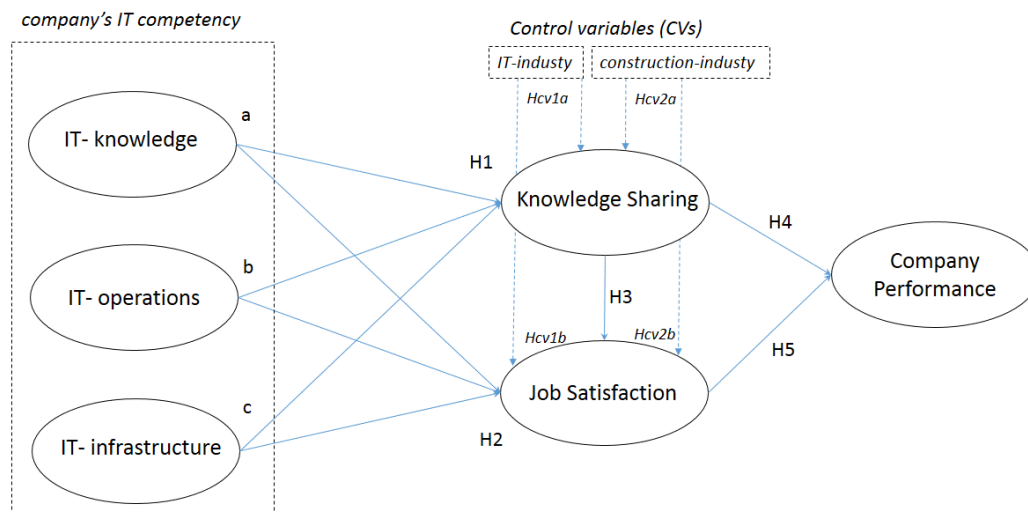 company's IT competency
Control variables (CVs)
IT-industy
construction-industy
Hcv1a
Hcv2a
a
IT- knowledge
H1
Knowledge Sharing
H4
b
IT- operations
H3
Company
Performance
Hcv1b
Hcv2b
H5
c
Job Satisfaction
IT- infrastructure
H2